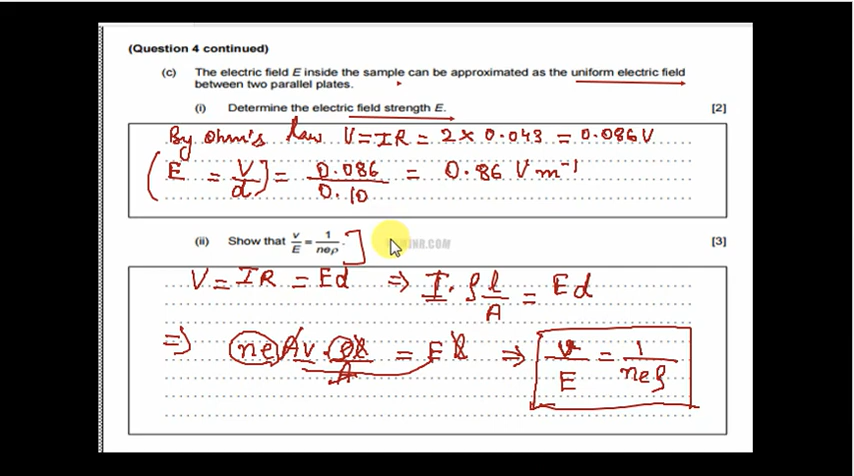 (Question 4 continued)
(c) The electric field E inside the sample can be approximated as the uniform electric field
between two parallel plates.
(i) Determine the electric field strength E. [2]
By Ohm's law V = IR = 2 × 0.043 = 0.086 V
(E = V/d) = 0.086/0.10 = 0.86 V m⁻¹
(ii) Show that v/E = 1/neρ. ] [3]
V = IR = Ed ⇒ I · ρ l/A = Ed
⇒ neAv · ρl/A = El ⇒ v/E = 1/neρ